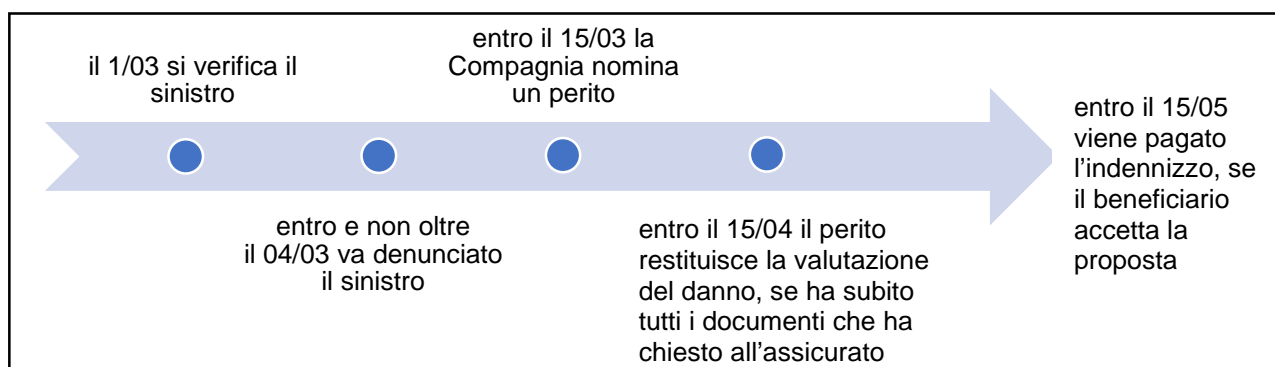 il 1/03 si verifica il
sinistro
entro e non oltre
il 04/03 va denunciato
il sinistro
entro il 15/03 la
Compagnia nomina
un perito
entro il 15/04 il perito
restituisce la valutazione
del danno, se ha subito
tutti i documenti che ha
chiesto all'assicurato
entro il 15/05
viene pagato
l'indennizzo, se
il beneficiario
accetta la
proposta